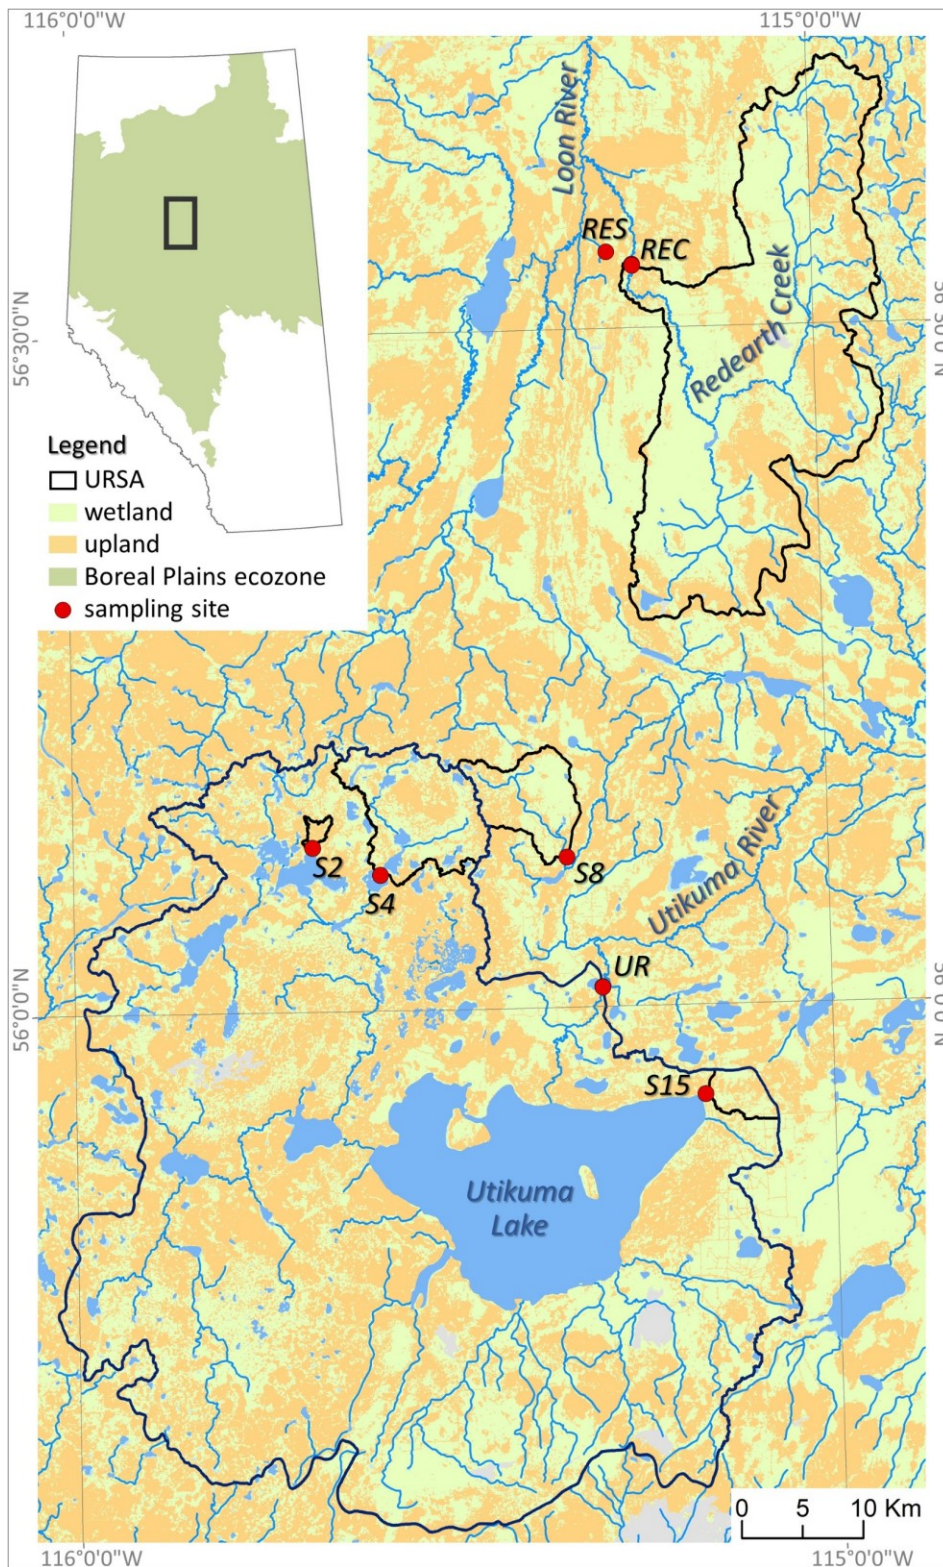 116°0'0"W
115°0'0"W
56°30'0"N
56°30'0"N
Loon River
RES
REC
Redearth Creek
Legend
URSA
wetland
upland
Boreal Plains ecozone
sampling site
S2
S4
S8
Utikuma River
UR
56°0'0"N
56°0'0"N
S15
Utikuma
Lake
0 5 10 Km
116°0'0"W
115°0'0"W